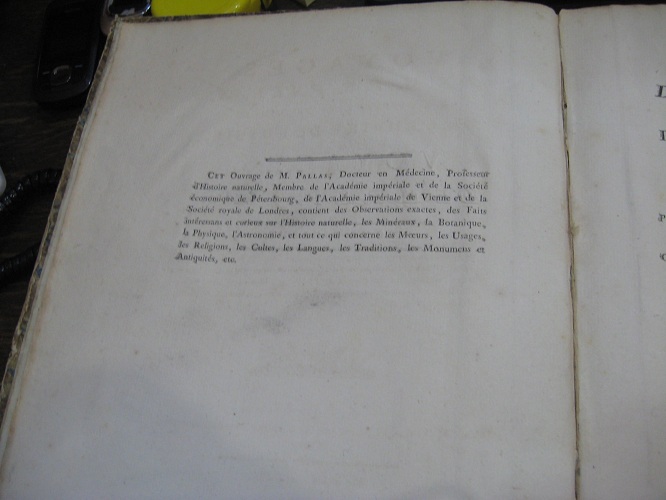 CET Ouvrage de M. PALLAS, Docteur en Médecine, Professeur
d'Histoire naturelle, Membre de l'Académie impériale et de la Société
économique de Pétersbourg, de l'Académie impériale de Vienne et de la
Société royale de Londres, contient des Observations exactes, des Faits
intéressans et curieux sur l'Histoire naturelle, les Minéraux, la Botanique,
la Physique, l'Astronomie, et tout ce qui concerne les Mœurs, les Usages,
les Religions, les Cultes, les Langues, les Traditions, les Monumens et
Antiquités, etc.